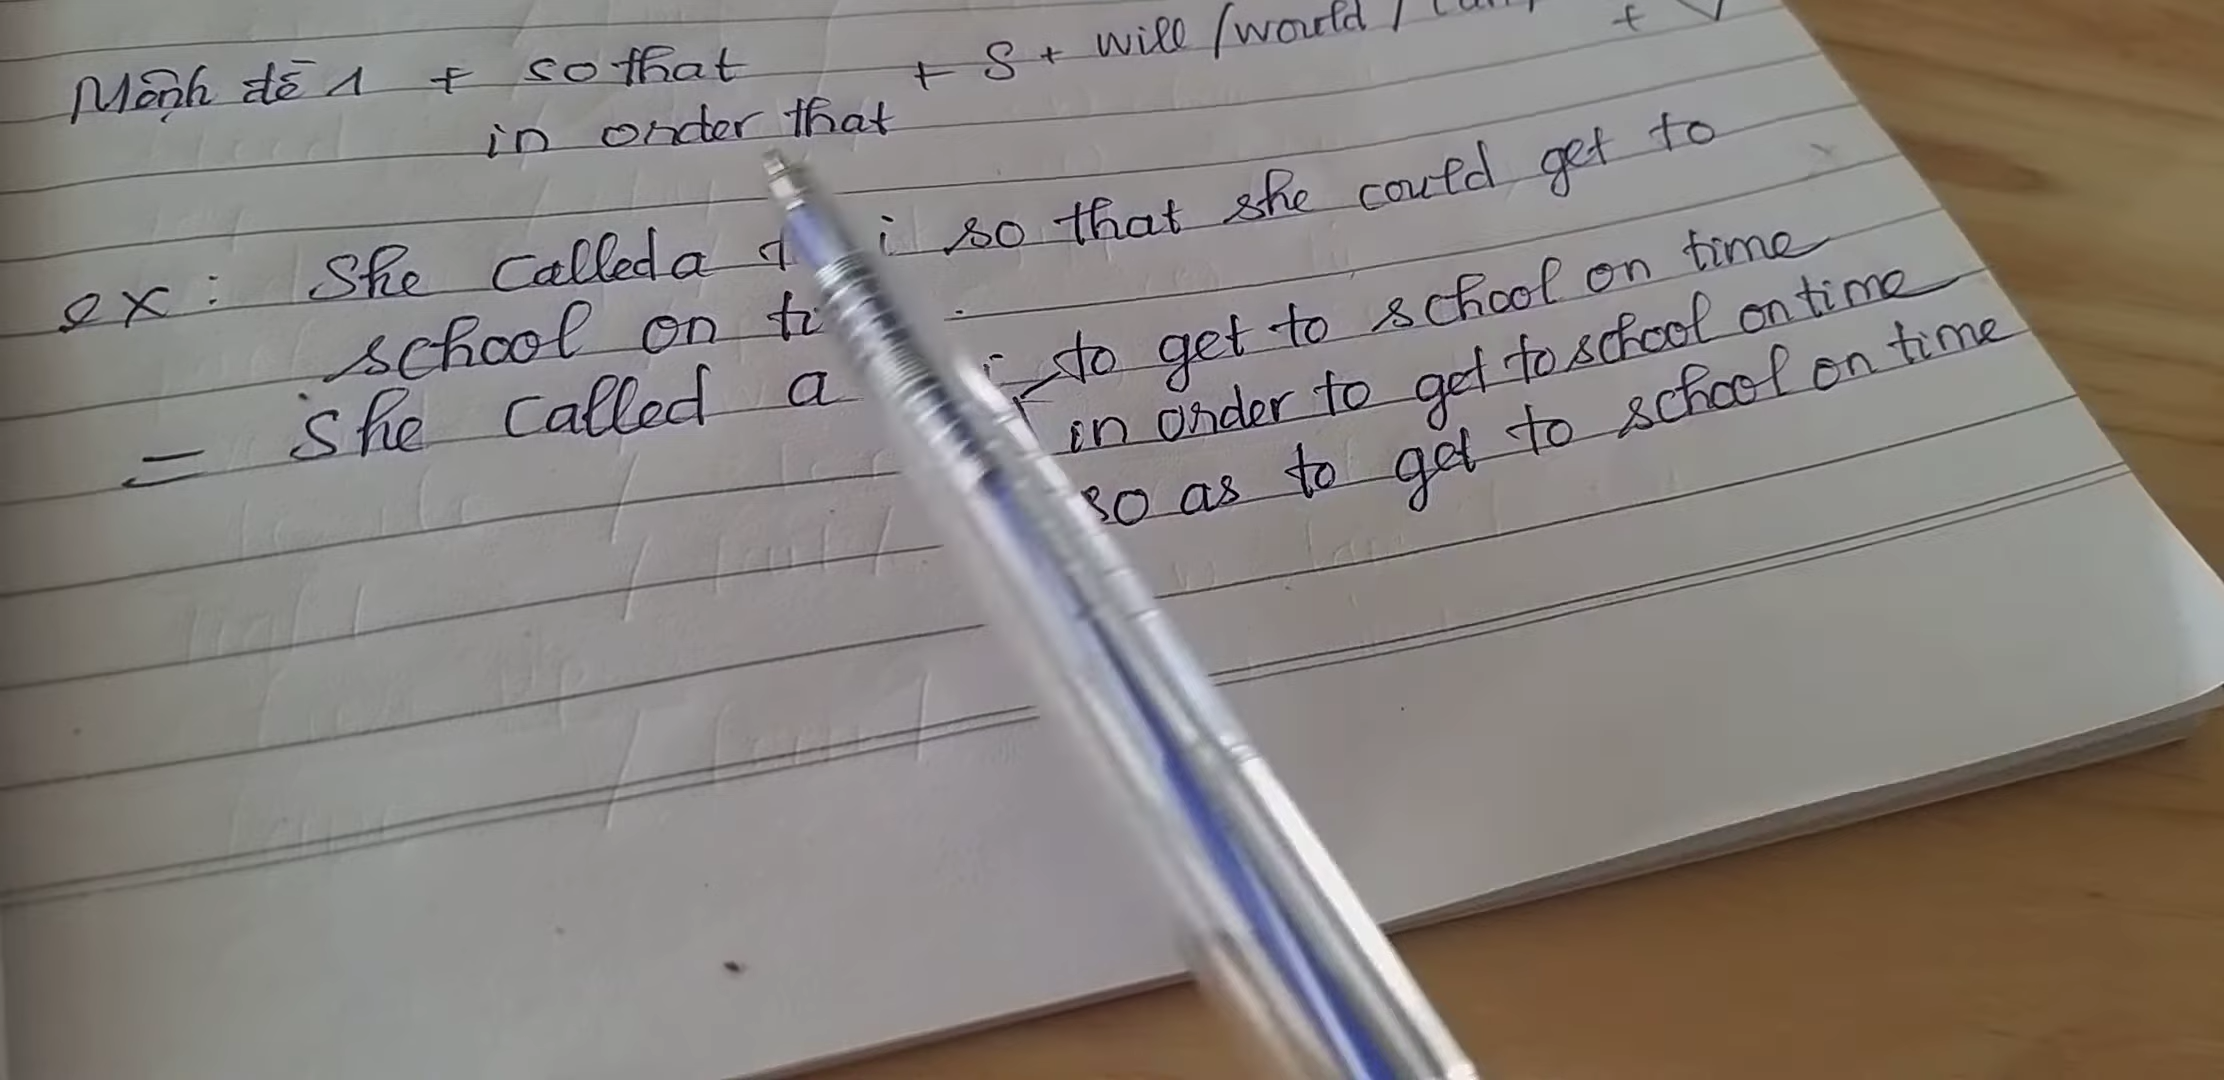 Mệnh đề 1 + so that + S + will / would / +
in order that
ex: She called a so that she could get to
school on
= She called a to get to school on time
in order to get to school on time
so as to get to school on time